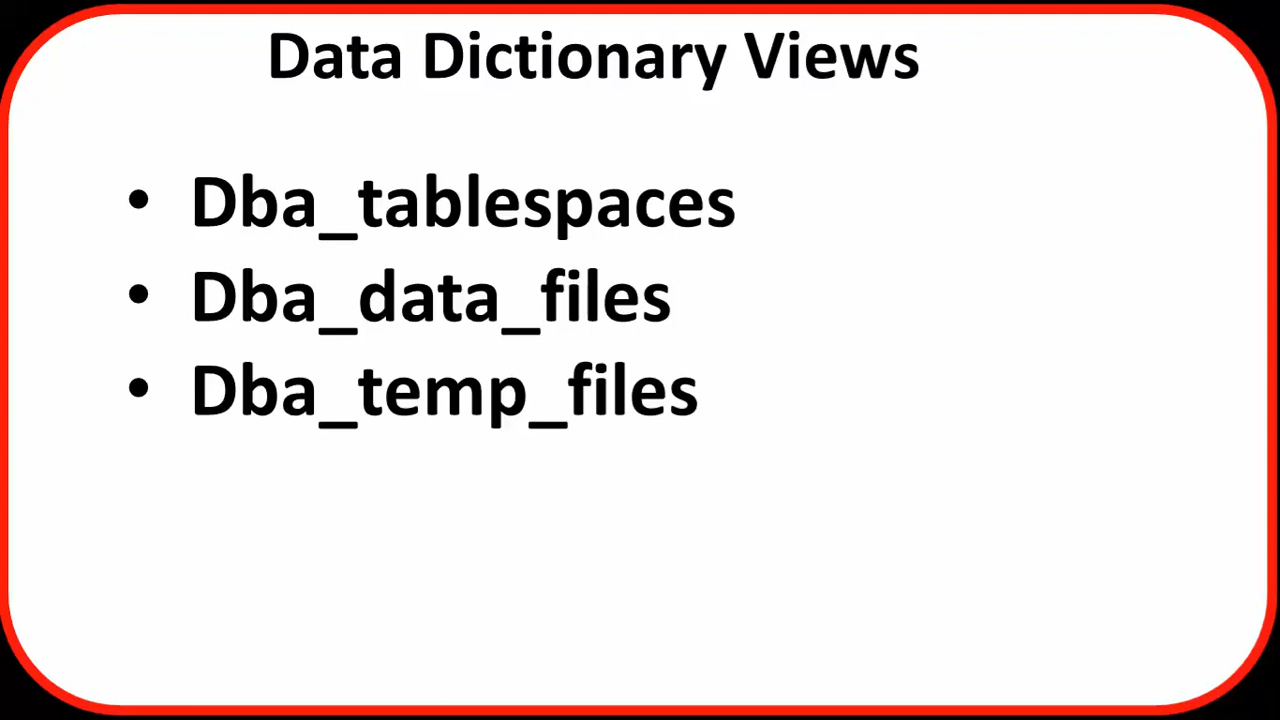 Data Dictionary Views
• Dba_tablespaces
• Dba_data_files
• Dba_temp_files